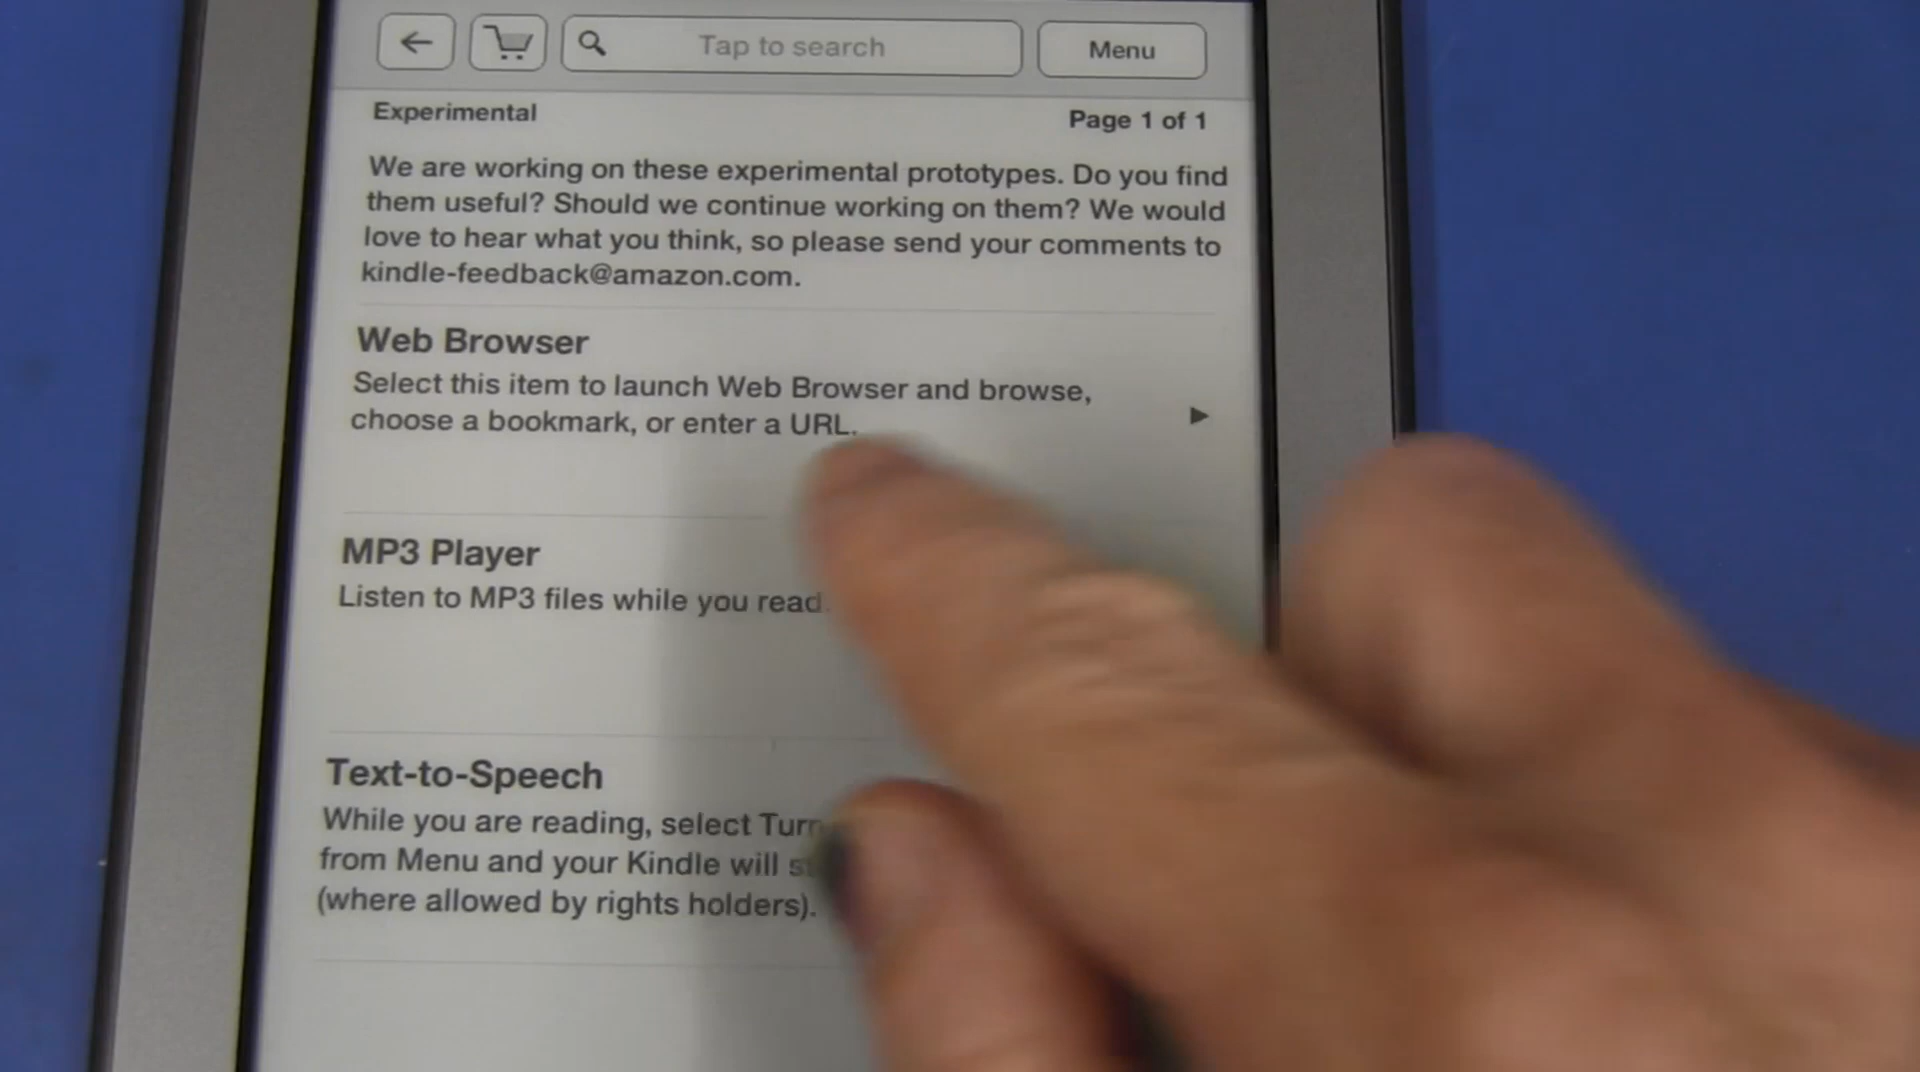 Tap to search
Menu
Experimental
Page 1 of 1
We are working on these experimental prototypes. Do you find
them useful? Should we continue working on them? We would
love to hear what you think, so please send your comments to
kindle-feedback@amazon.com.
Web Browser
Select this item to launch Web Browser and browse,
choose a bookmark, or enter a URL.
MP3 Player
Listen to MP3 files while you read.
Text-to-Speech
While you are reading, select Turn
from Menu and your Kindle will
(where allowed by rights holders).